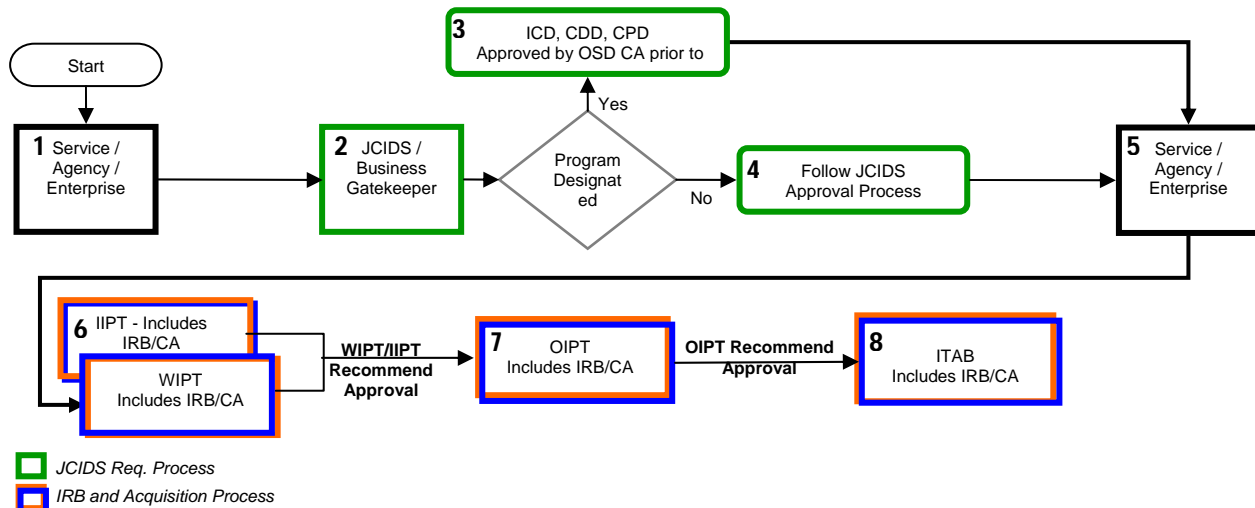 Start
1 Service /
Agency /
Enterprise
2 JCIDS /
Business
Gatekeeper
Program
Designat
ed
Yes
No
3 ICD, CDD, CPD
Approved by OSD CA prior to
4 Follow JCIDS
Approval Process
5 Service /
Agency /
Enterprise
6 IIPT - Includes
IRB/CA
WIPT
Includes IRB/CA
WIPT/IIPT
Recommend
Approval
7 OIPT
Includes IRB/CA
OIPT Recommend
Approval
8 ITAB
Includes IRB/CA
JCIDS Req. Process
IRB and Acquisition Process